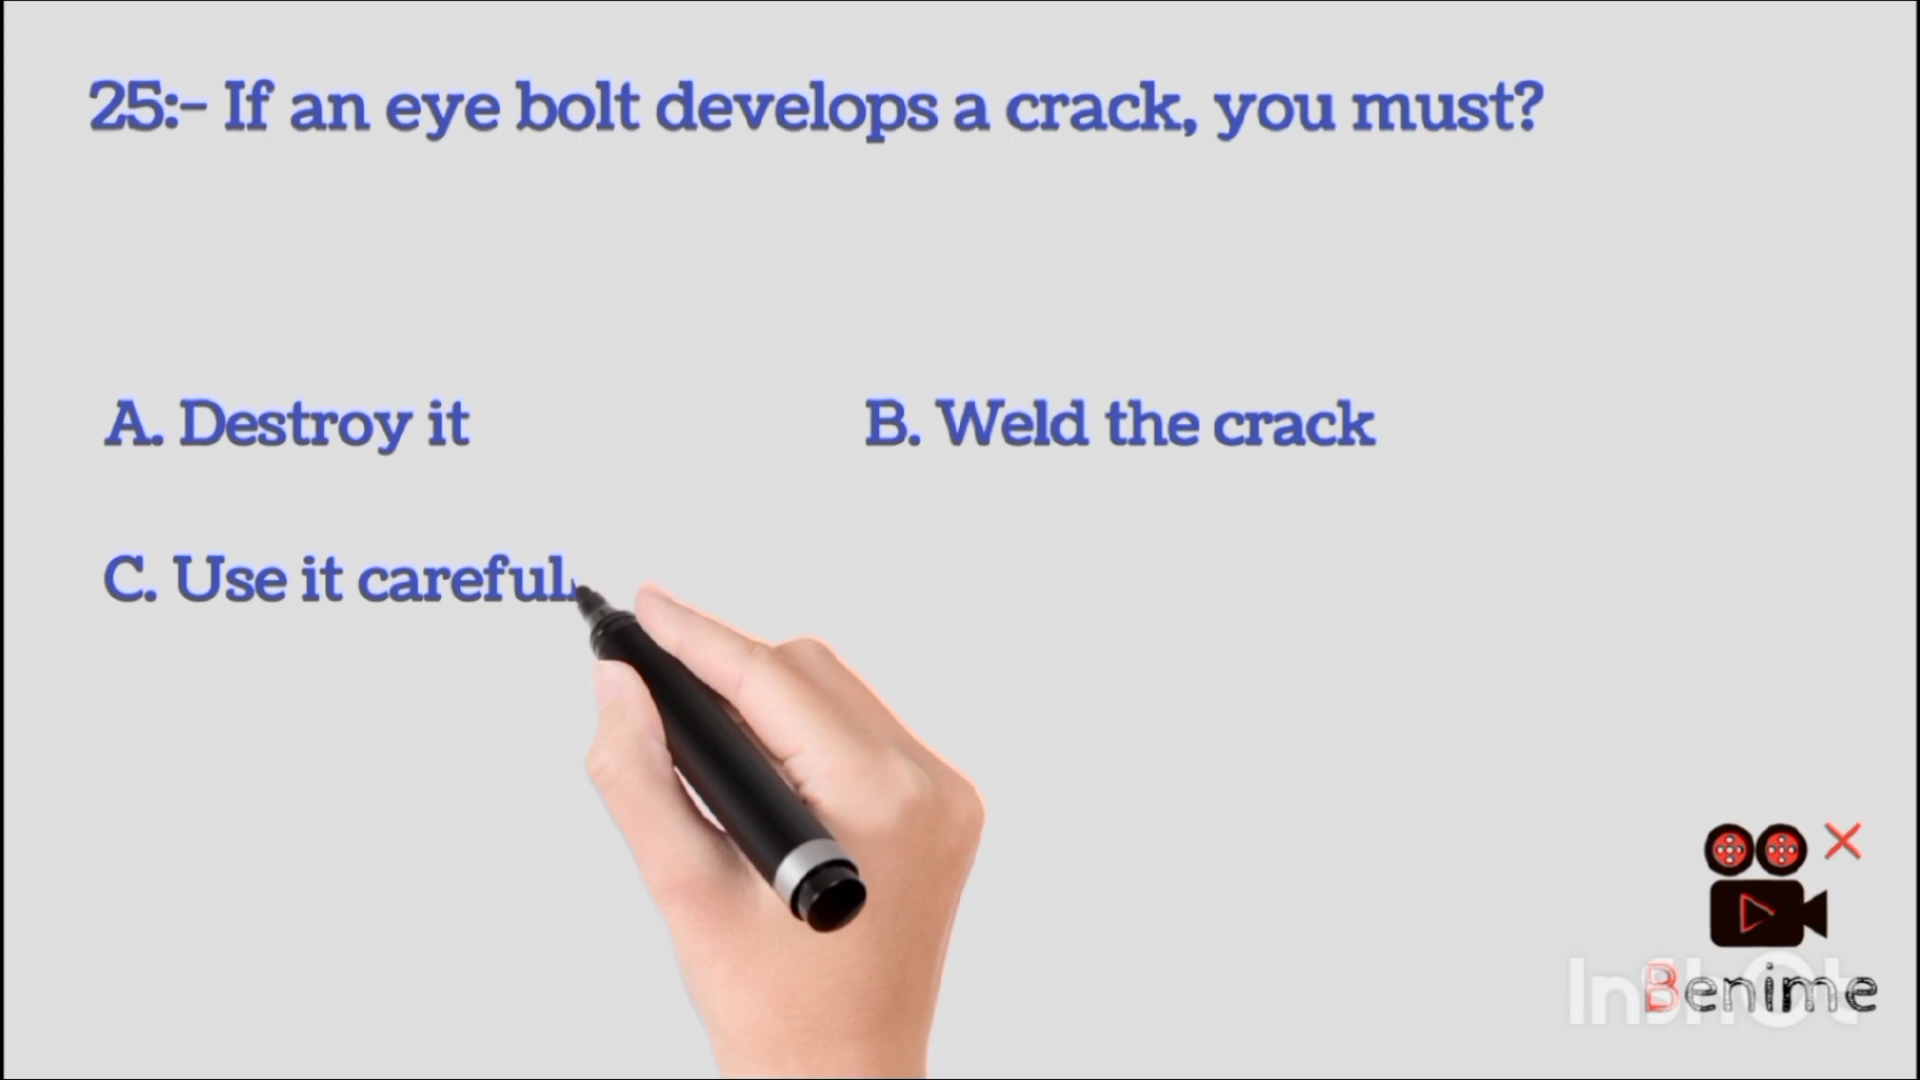 25:- If an eye bolt develops a crack, you must?
A. Destroy it
B. Weld the crack
C. Use it careful
InShot
Benime